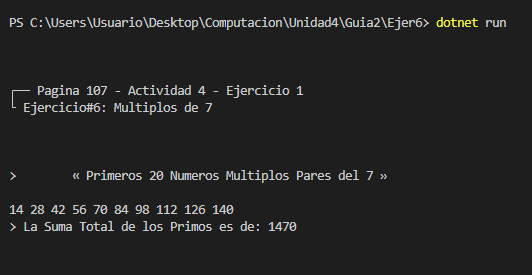 PS C:\Users\Usuario\Desktop\Computacion\Unidad4\Guia2\Ejer6> dotnet run
Pagina 107 - Actividad 4 - Ejercicio 1
Ejercicio#6: Multiplos de 7
> « Primeros 20 Numeros Multiplos Pares del 7 »
14 28 42 56 70 84 98 112 126 140
> La Suma Total de los Primos es de: 1470